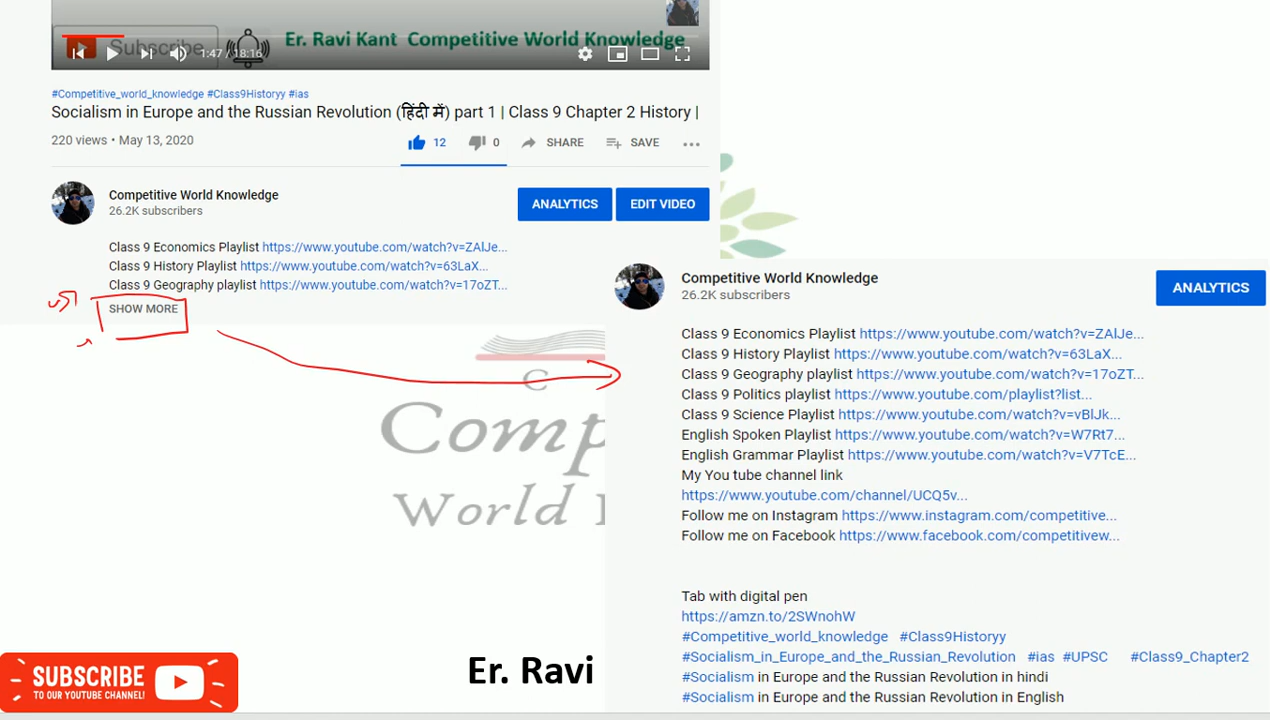 Subscribe
Er. Ravi Kant Competitive World Knowledge
1:47 / 18:16
#Competitive_world_knowledge #Class9Historyy #ias
Socialism in Europe and the Russian Revolution (हिंदी में) part 1 | Class 9 Chapter 2 History |
220 views • May 13, 2020
12
0
SHARE
SAVE
Competitive World Knowledge
26.2K subscribers
ANALYTICS
EDIT VIDEO
Class 9 Economics Playlist https://www.youtube.com/watch?v=ZAlJe...
Class 9 History Playlist https://www.youtube.com/watch?v=63LaX...
Class 9 Geography playlist https://www.youtube.com/watch?v=17oZT...
SHOW MORE
Competitive World Knowledge
26.2K subscribers
ANALYTICS
Class 9 Economics Playlist https://www.youtube.com/watch?v=ZAlJe...
Class 9 History Playlist https://www.youtube.com/watch?v=63LaX...
Class 9 Geography playlist https://www.youtube.com/watch?v=17oZT...
Class 9 Politics playlist https://www.youtube.com/playlist?list...
Class 9 Science Playlist https://www.youtube.com/watch?v=vBlJk...
English Spoken Playlist https://www.youtube.com/watch?v=W7Rt7...
English Grammar Playlist https://www.youtube.com/watch?v=V7TcE...
My You tube channel link
https://www.youtube.com/channel/UCQ5v...
Follow me on Instagram https://www.instagram.com/competitive...
Follow me on Facebook https://www.facebook.com/competitivew...
Tab with digital pen
https://amzn.to/2SWnohW
#Competitive_world_knowledge #Class9Historyy
#Socialism_in_Europe_and_the_Russian_Revolution #ias #UPSC #Class9_Chapter2
#Socialism in Europe and the Russian Revolution in hindi
#Socialism in Europe and the Russian Revolution in English
C
Comp
World
Er. Ravi
SUBSCRIBE
TO OUR YOUTUBE CHANNEL!